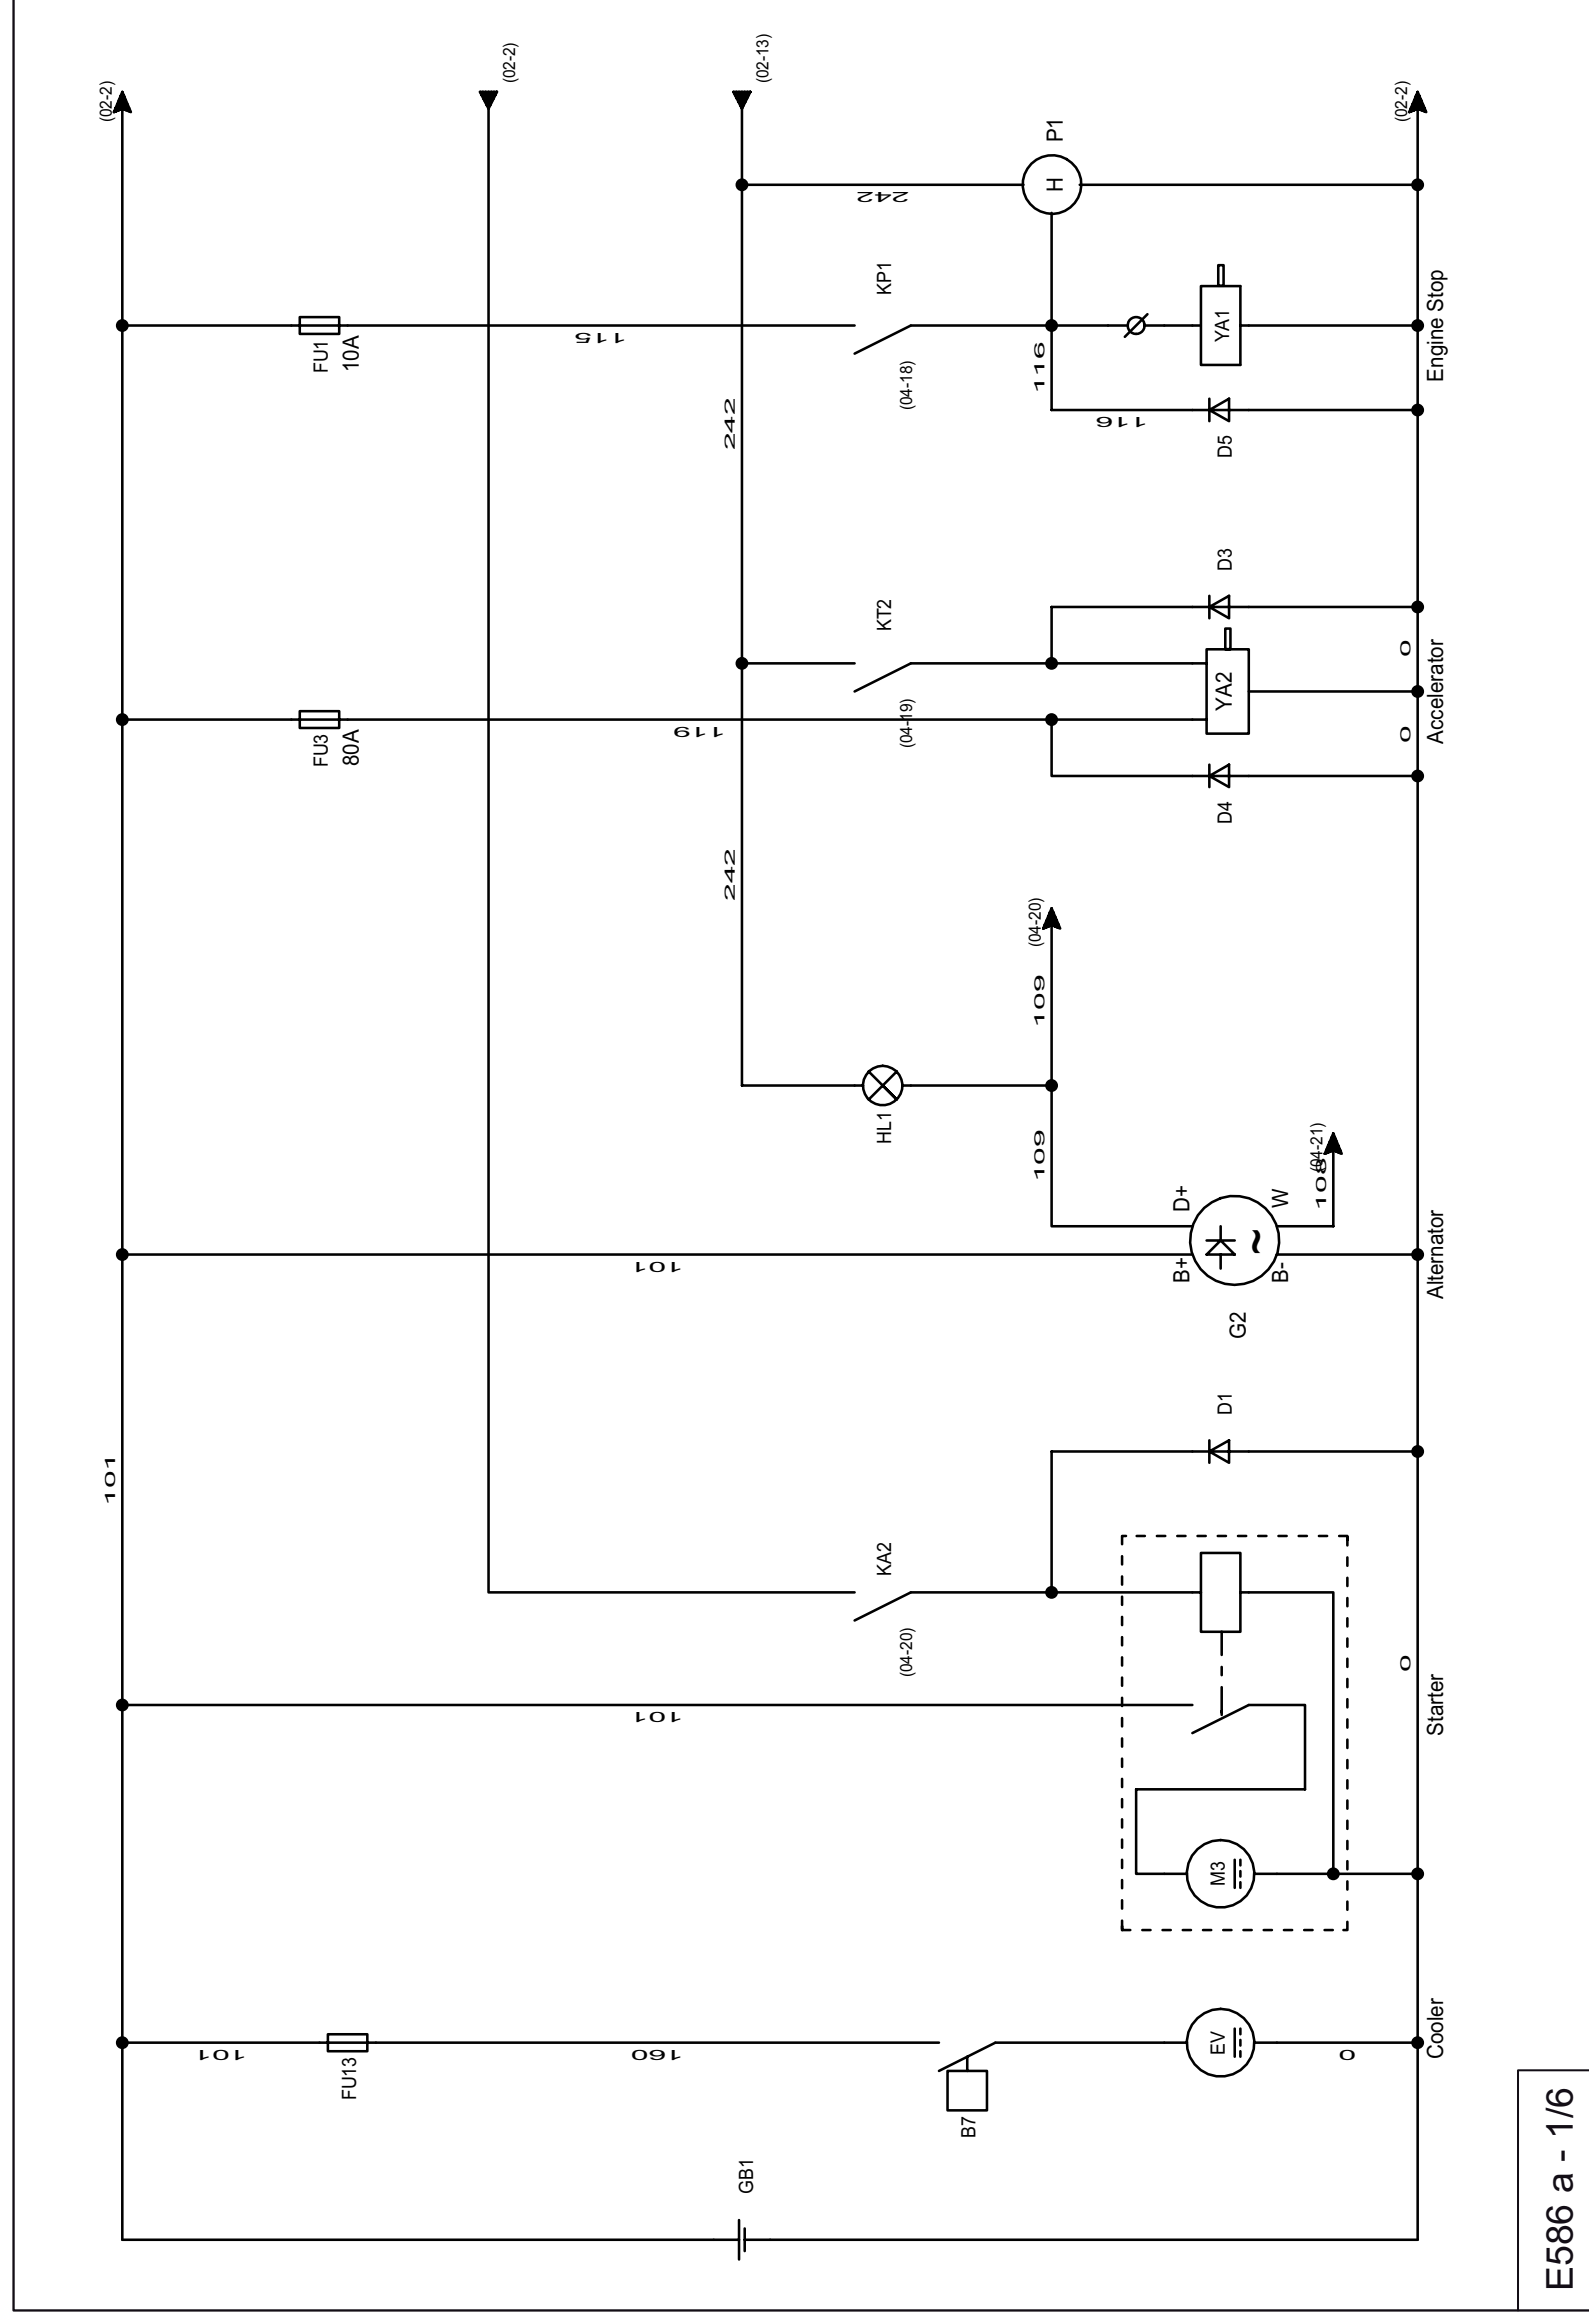 (02-2)
(02-2)
(02-13)
(02-2)
P1
H
242
KP1
FU1
10A
115
(04-18)
116
YA1
Engine Stop
242
116
D5
D3
KT2
0
FU3
80A
119
(04-19)
YA2
0
Accelerator
D4
242
(04-20)
109
HL1
109
(04-21)
108
D+
W
101
B+
B-
Alternator
G2
D1
101
KA2
(04-20)
0
101
Starter
M3
101
FU13
160
B7
EV
0
Cooler
GB1
E586 a - 1/6